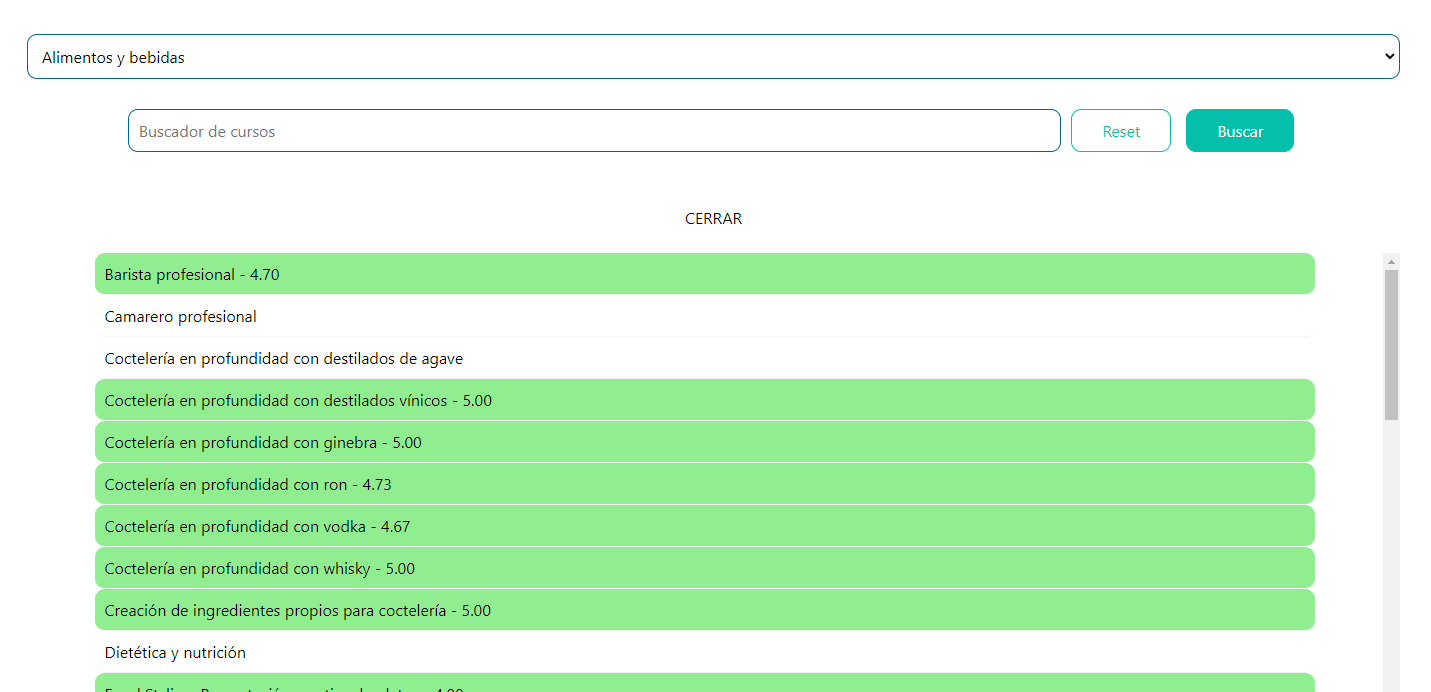 Alimentos y bebidas
Buscador de cursos
Reset
Buscar
CERRAR
Barista profesional - 4.70
Camarero profesional
Coctelería en profundidad con destilados de agave
Coctelería en profundidad con destilados vínicos - 5.00
Coctelería en profundidad con ginebra - 5.00
Coctelería en profundidad con ron - 4.73
Coctelería en profundidad con vodka - 4.67
Coctelería en profundidad con whisky - 5.00
Creación de ingredientes propios para coctelería - 5.00
Dietética y nutrición